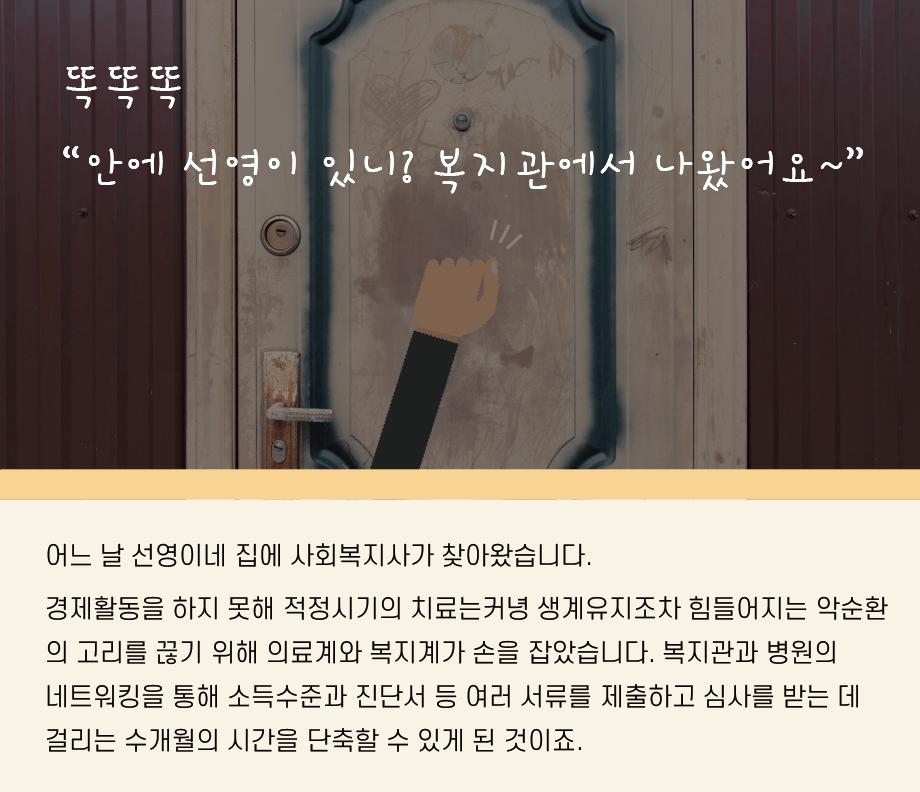 똑똑똑
“안에 선영이 있니? 복지관에서 나왔어요~”
어느 날 선영이네 집에 사회복지사가 찾아왔습니다.
경제활동을 하지 못해 적정시기의 치료는커녕 생계유지조차 힘들어지는 악순환
의 고리를 끊기 위해 의료계와 복지계가 손을 잡았습니다. 복지관과 병원의
네트워킹을 통해 소득수준과 진단서 등 여러 서류를 제출하고 심사를 받는 데
걸리는 수개월의 시간을 단축할 수 있게 된 것이죠.